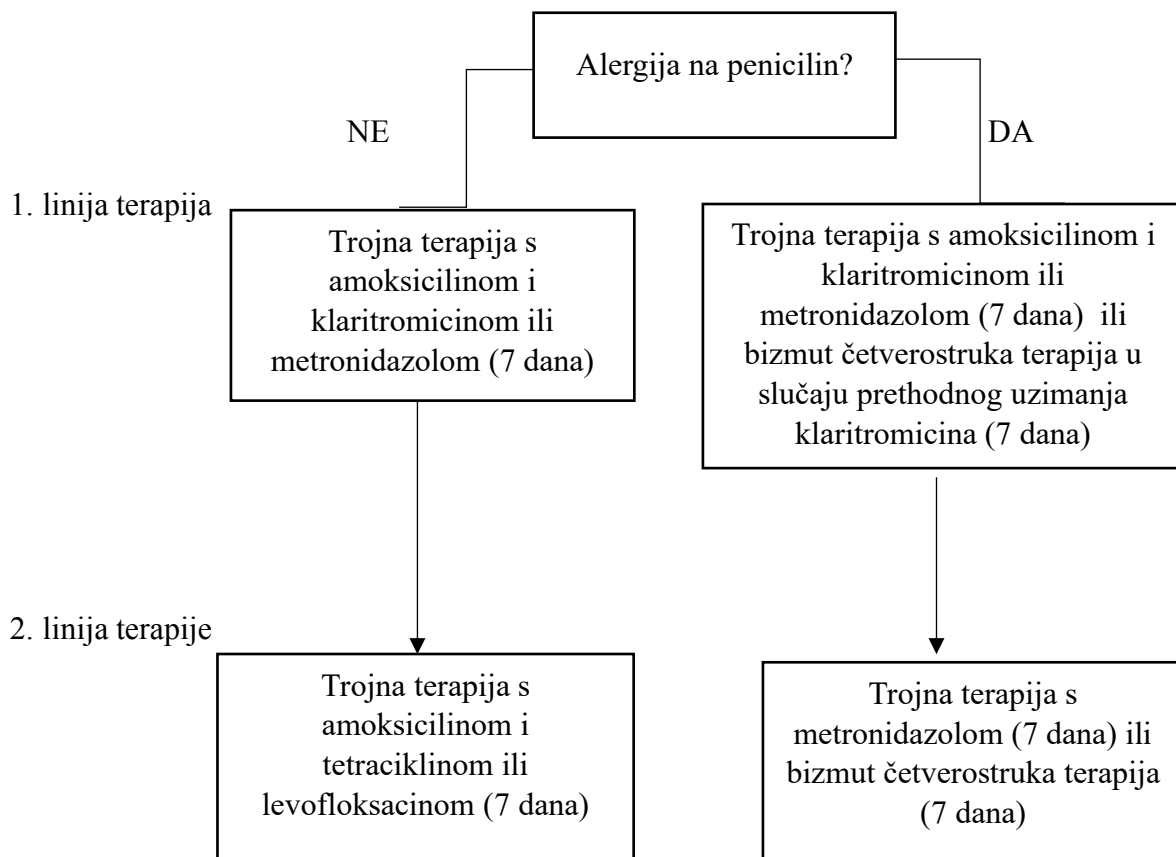 Alergija na penicilin?
NE
DA
1. linija terapija
Trojna terapija s
amoksicilinom i
klaritromicinom ili
metronidazolom (7 dana)
Trojna terapija s amoksicilinom i
klaritromicinom ili
metronidazolom (7 dana) ili
bizmut četverostruka terapija u
slučaju prethodnog uzimanja
klaritromicina (7 dana)
2. linija terapije
Trojna terapija s
amoksicilinom i
tetraciklinom ili
levofloksacinom (7 dana)
Trojna terapija s
metronidazolom (7 dana) ili
bizmut četverostruka terapija
(7 dana)